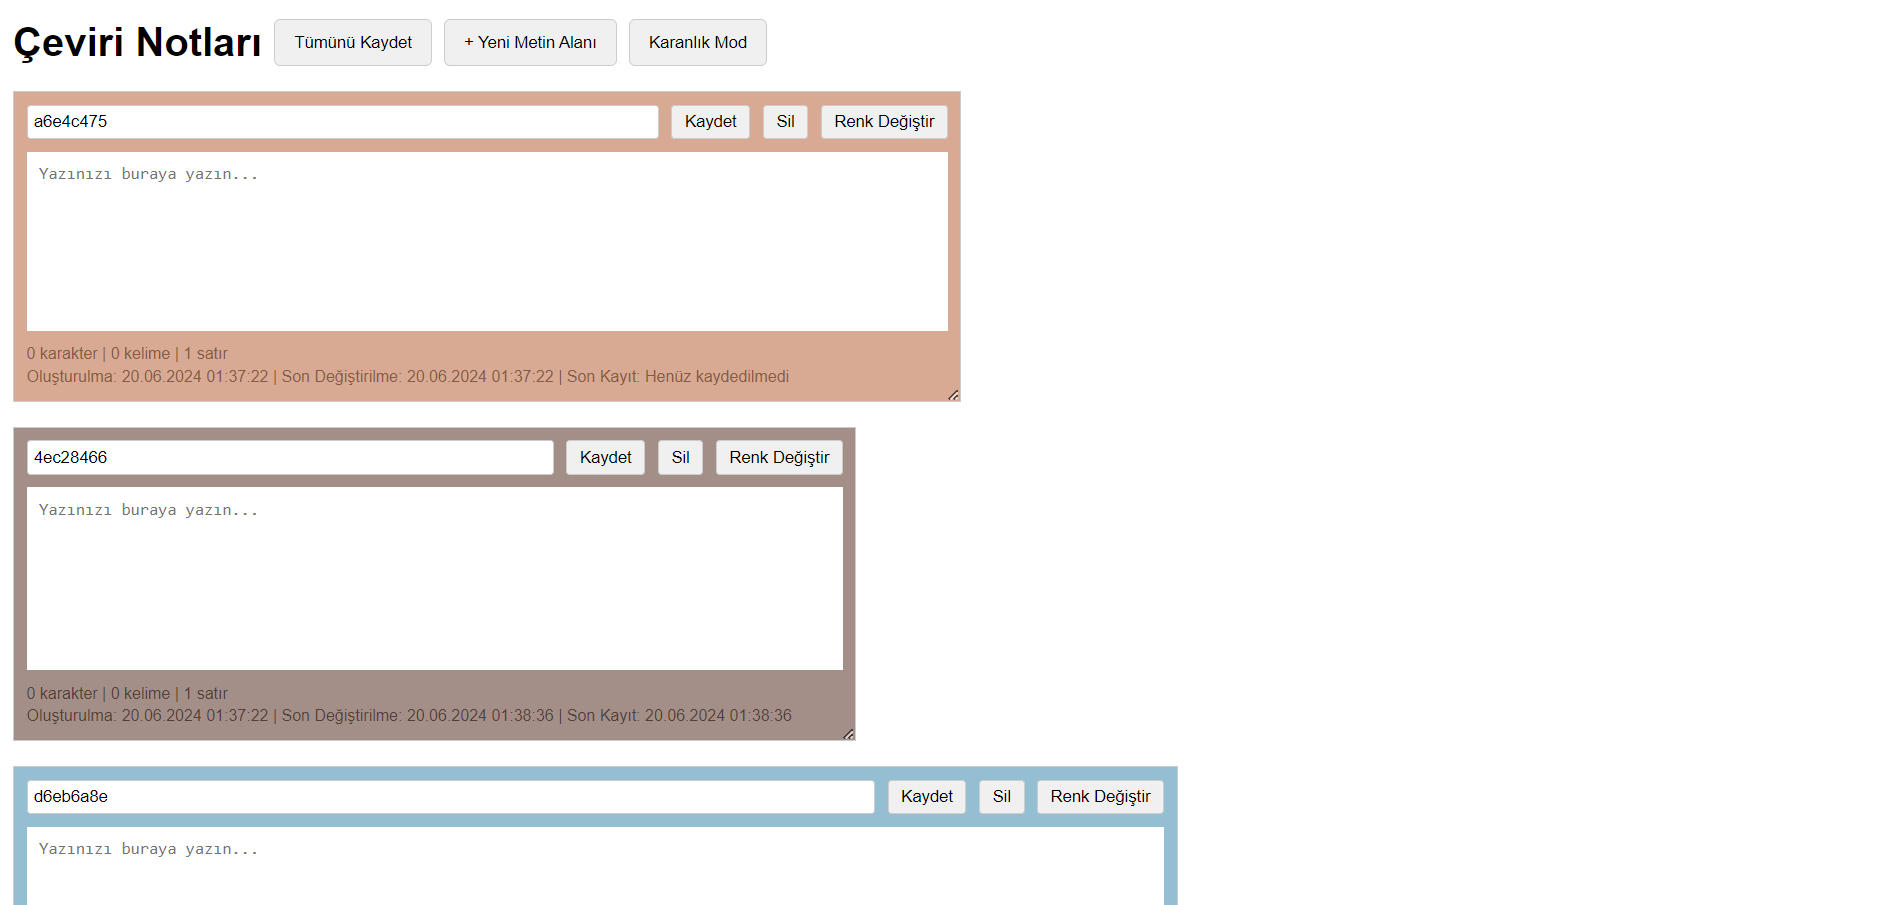 Çeviri Notları Tümünü Kaydet + Yeni Metin Alanı Karanlık Mod
a6e4c475 Kaydet Sil Renk Değiştir
Yazınızı buraya yazın...
0 karakter | 0 kelime | 1 satır
Oluşturulma: 20.06.2024 01:37:22 | Son Değiştirilme: 20.06.2024 01:37:22 | Son Kayıt: Henüz kaydedilmedi
4ec28466 Kaydet Sil Renk Değiştir
Yazınızı buraya yazın...
0 karakter | 0 kelime | 1 satır
Oluşturulma: 20.06.2024 01:37:22 | Son Değiştirilme: 20.06.2024 01:38:36 | Son Kayıt: 20.06.2024 01:38:36
d6eb6a8e Kaydet Sil Renk Değiştir
Yazınızı buraya yazın...